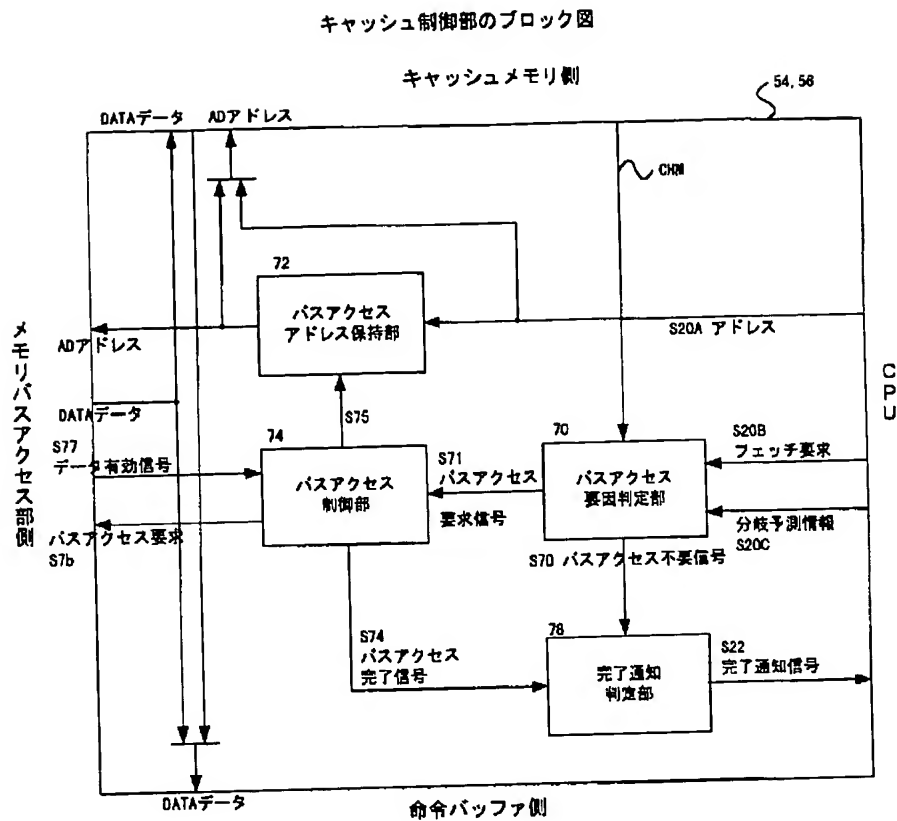 キャッシュ制御部のブロック図
キャッシュメモリ側
54,56
DATAデータ
ADアドレス
CHM
72
バスアクセス
アドレス保持部
S20A アドレス
ADアドレス
メモリバスアクセス部側
CPU
DATAデータ
S75
S77
データ有効信号
74
バスアクセス
制御部
S71
バスアクセス
要求信号
70
バスアクセス
要因判定部
S20B
フェッチ要求
分岐予測情報
S20C
バスアクセス要求
S7b
S70 バスアクセス不要信号
S74
バスアクセス
完了信号
78
完了通知
判定部
S22
完了通知信号
DATAデータ
命令バッファ側